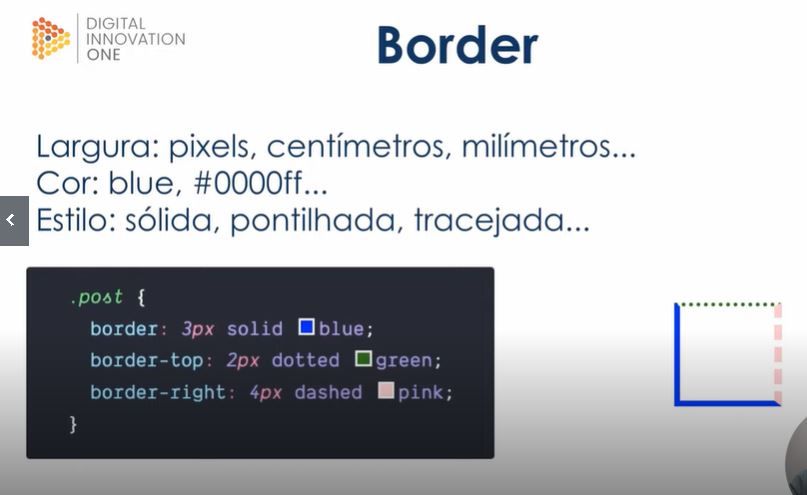 DIGITAL
INNOVATION
ONE
Border
Largura: pixels, centímetros, milímetros...
Cor: blue, #0000ff...
Estilo: sólida, pontilhada, tracejada...
.post {
border: 3px solid blue;
border-top: 2px dotted green;
border-right: 4px dashed pink;
}